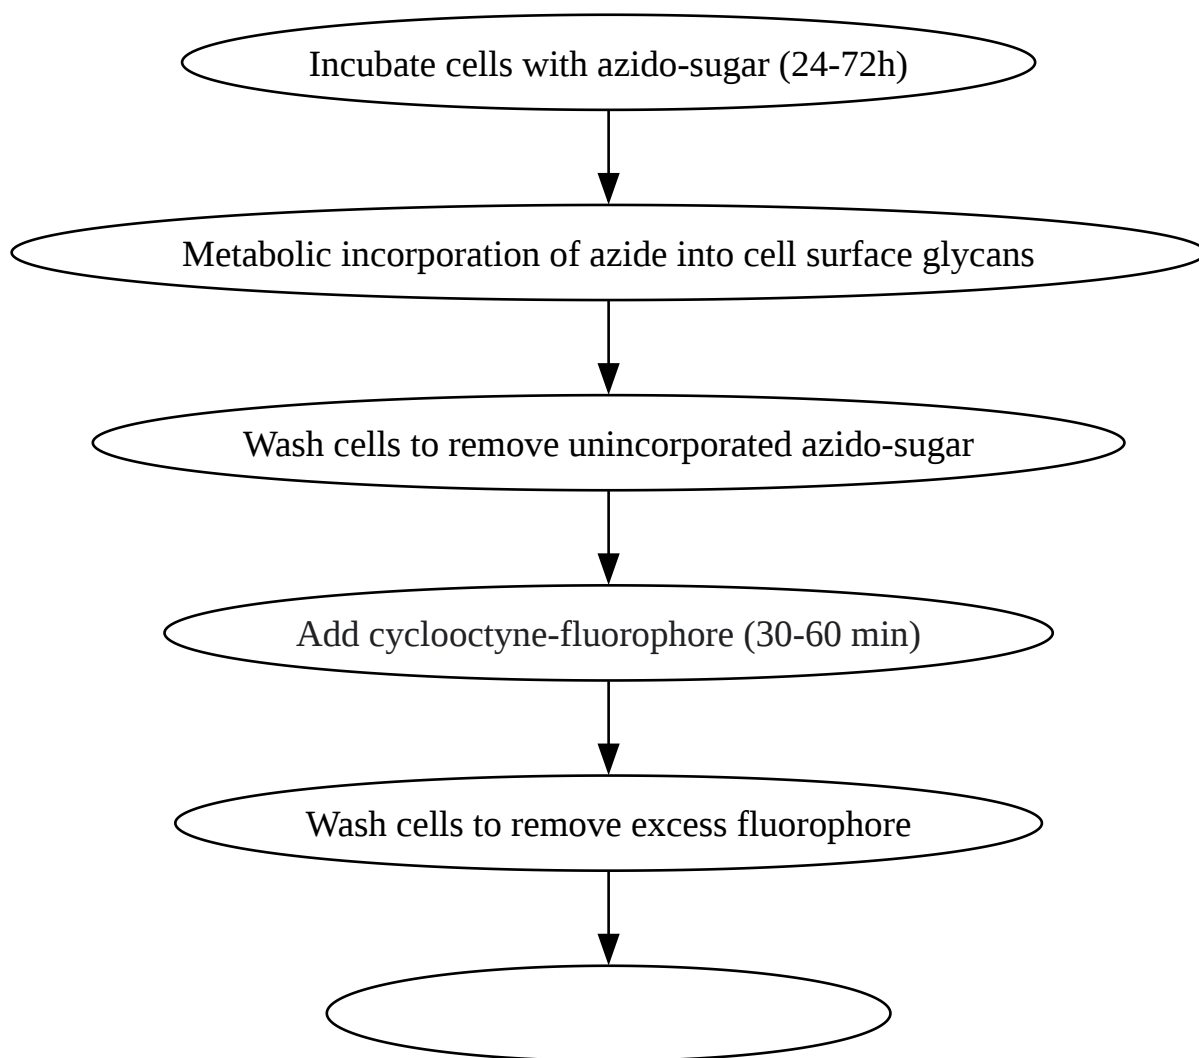 Incubate cells with azido-sugar (24-72h)
Metabolic incorporation of azide into cell surface glycans
Wash cells to remove unincorporated azido-sugar
Add cyclooctyne-fluorophore (30-60 min)
Wash cells to remove excess fluorophore